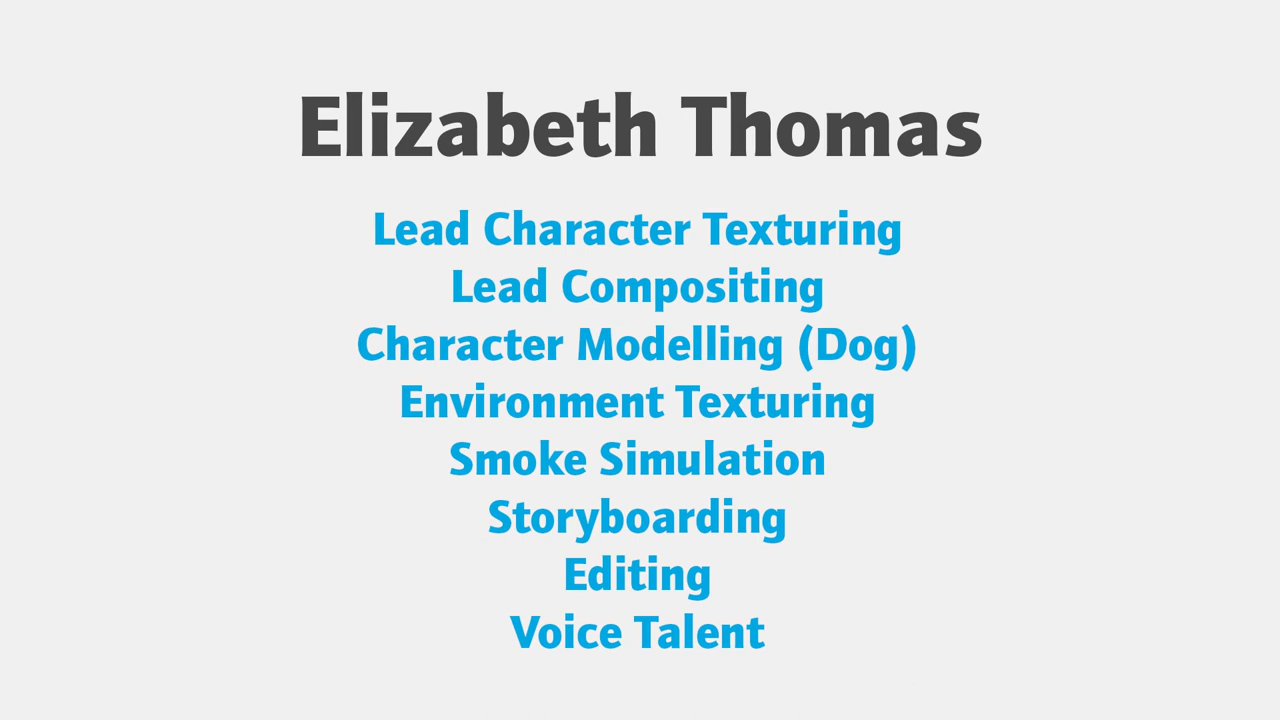 Elizabeth Thomas
Lead Character Texturing
Lead Compositing
Character Modelling (Dog)
Environment Texturing
Smoke Simulation
Storyboarding
Editing
Voice Talent